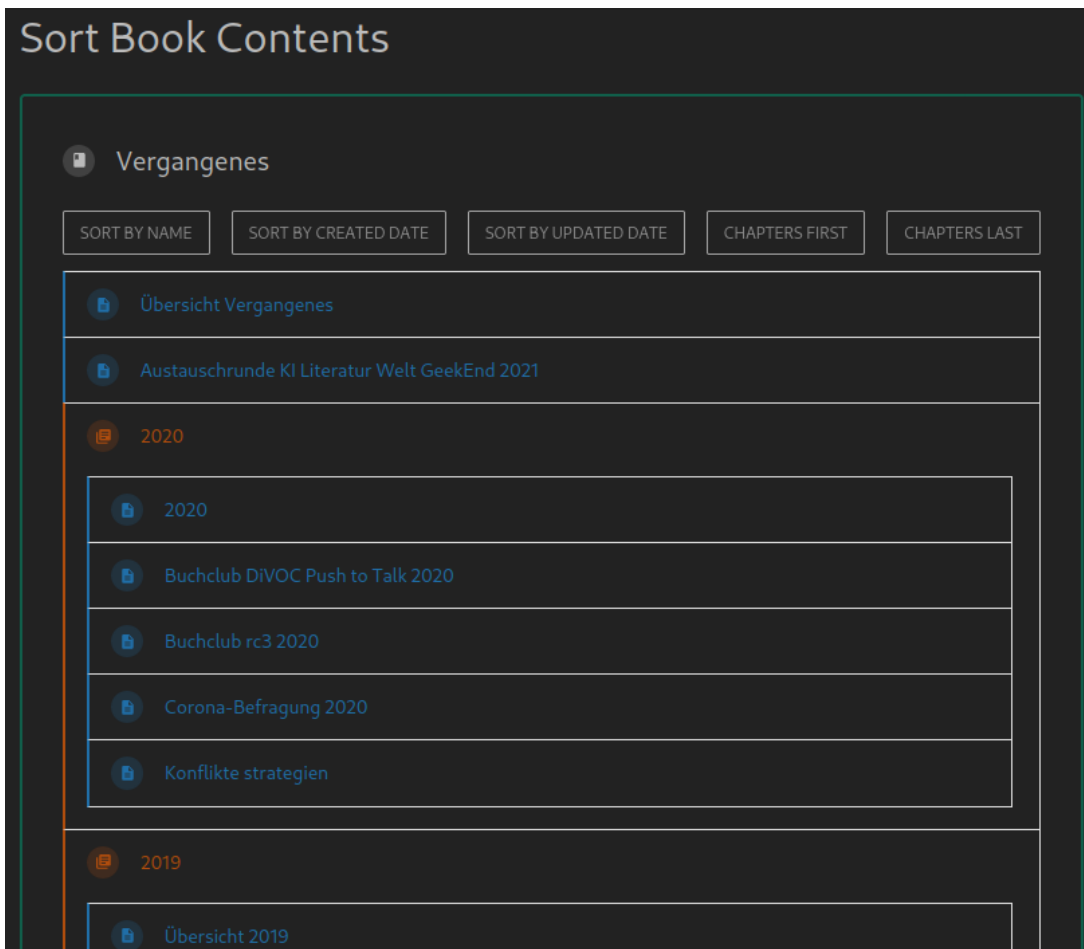 Sort Book Contents
Vergangenes
SORT BY NAME SORT BY CREATED DATE SORT BY UPDATED DATE CHAPTERS FIRST CHAPTERS LAST
Übersicht Vergangenes
Austauschrunde KI Literatur Welt GeekEnd 2021
2020
2020
Buchclub DiVOC Push to Talk 2020
Buchclub rc3 2020
Corona-Befragung 2020
Konflikte strategien
2019
Übersicht 2019